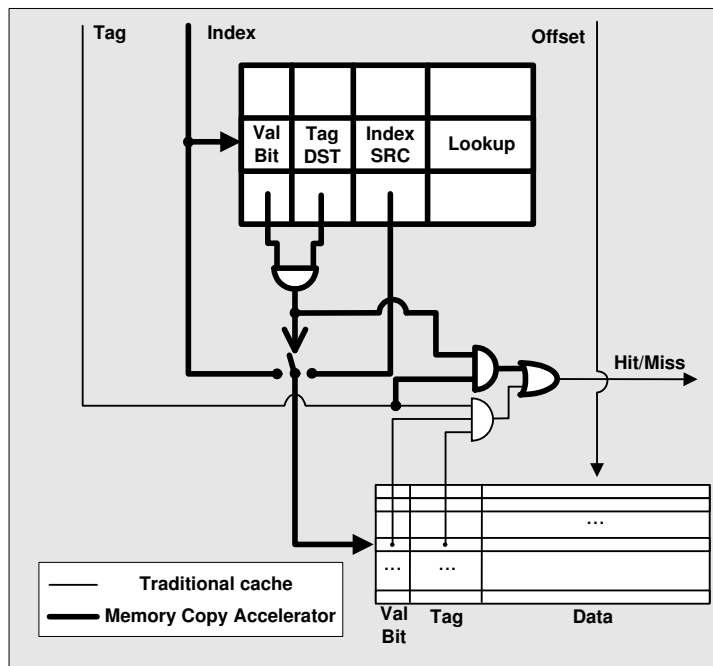 Tag
Index
Offset
Val
Bit
Tag
DST
Index
SRC
Lookup
Hit/Miss
...
...
...
Traditional cache
Memory Copy Accelerator
Val
Bit
Tag
Data